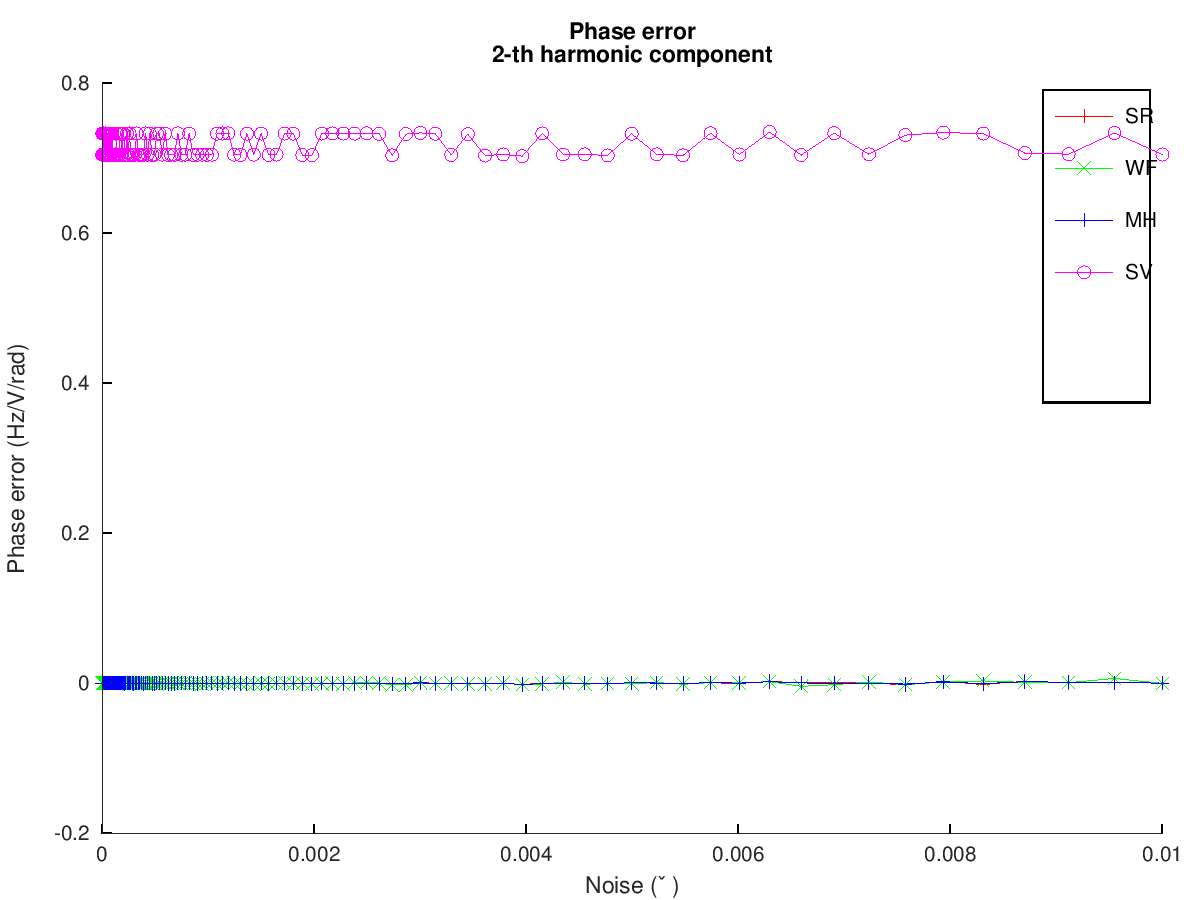 Phase error
2-th harmonic component
0.8
0.6
0.4
0.2
0
-0.2
Phase error (Hz/V/rad)
SR
WF
MH
SV
0
0.002
0.004
0.006
0.008
0.01
Noise (ˇ )